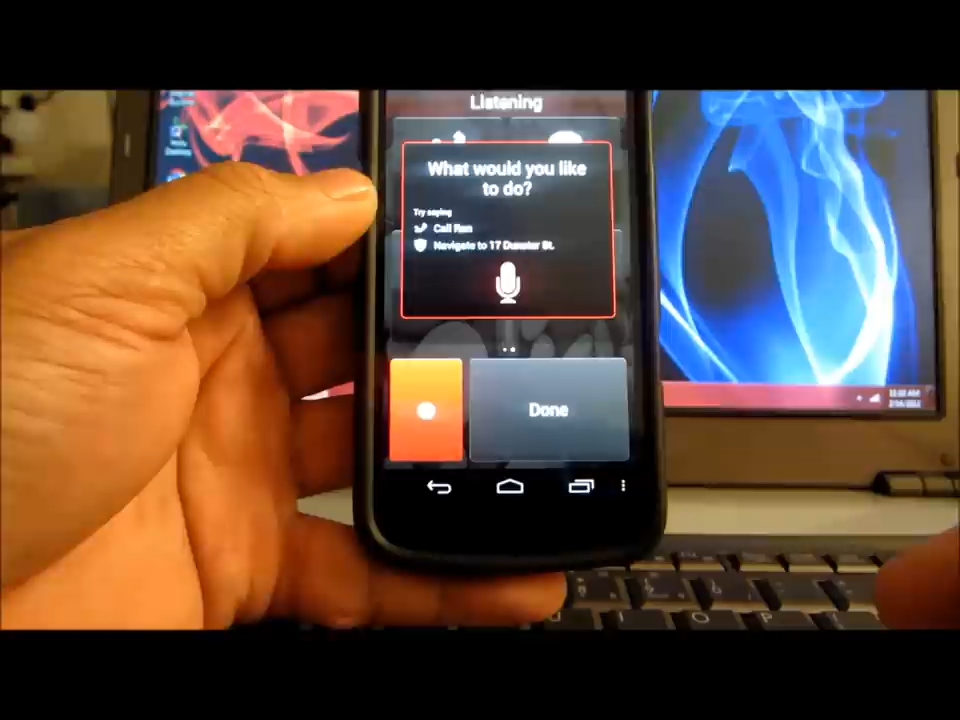 Listening
What would you like
to do?
Try saying
Call Ran
Navigate to 17 Dunster St.
Done